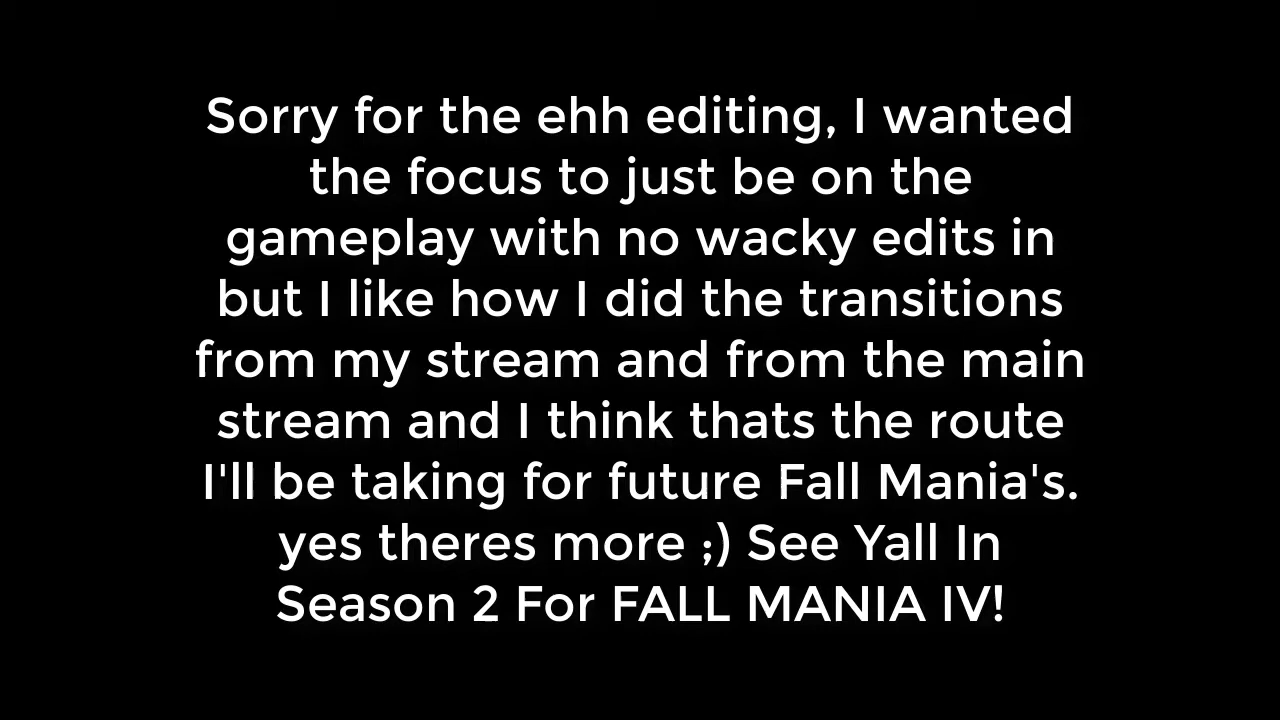 Sorry for the ehh editing, I wanted
the focus to just be on the
gameplay with no wacky edits in
but I like how I did the transitions
from my stream and from the main
stream and I think thats the route
I'll be taking for future Fall Mania's.
yes theres more ;) See Yall In
Season 2 For FALL MANIA IV!